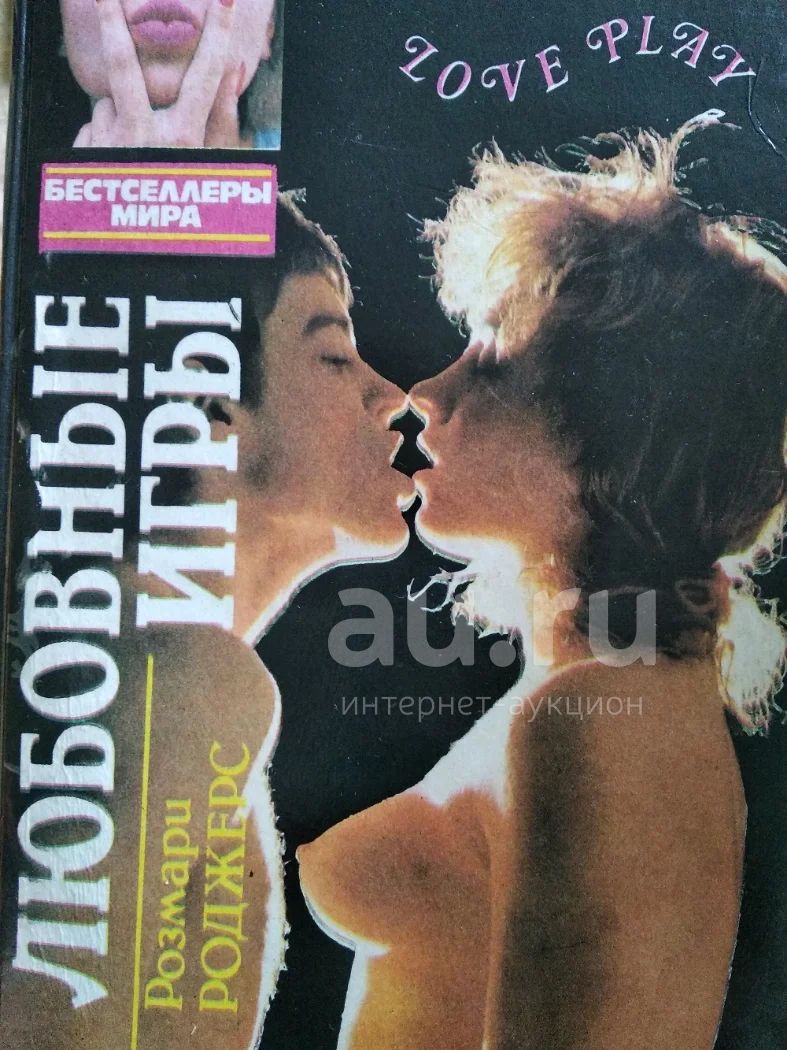 LOVE PLAY
БЕСТСЕЛЛЕРЫ
МИРА
ЛЮБОВНЫЕ
ИГРЫ
Розмари
РОДЖЕРС
au.ru
интернет-аукцион